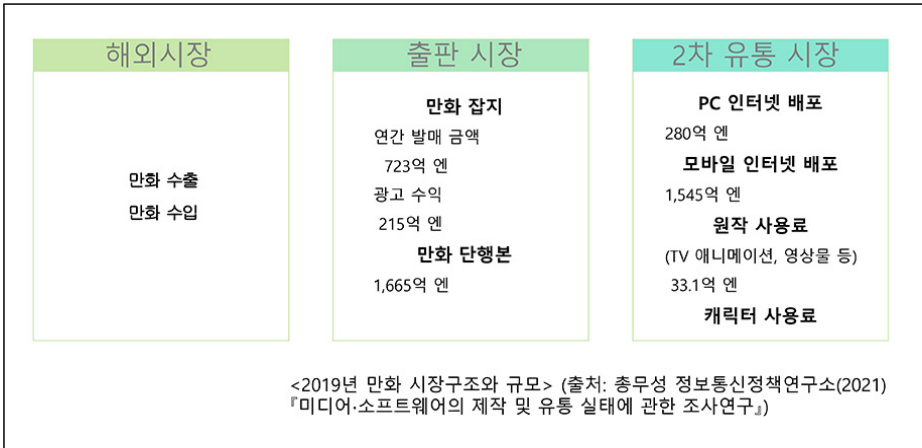 해외시장
만화 수출
만화 수입
출판 시장
만화 잡지
연간 발매 금액
723억 엔
광고 수익
215억 엔
만화 단행본
1,665억 엔
2차 유통 시장
PC 인터넷 배포
280억 엔
모바일 인터넷 배포
1,545억 엔
원작 사용료
(TV 애니메이션, 영상물 등)
33.1억 엔
캐릭터 사용료
<2019년 만화 시장구조와 규모> (출처: 총무성 정보통신정책연구소(2021)
『미디어·소프트웨어의 제작 및 유통 실태에 관한 조사연구』)